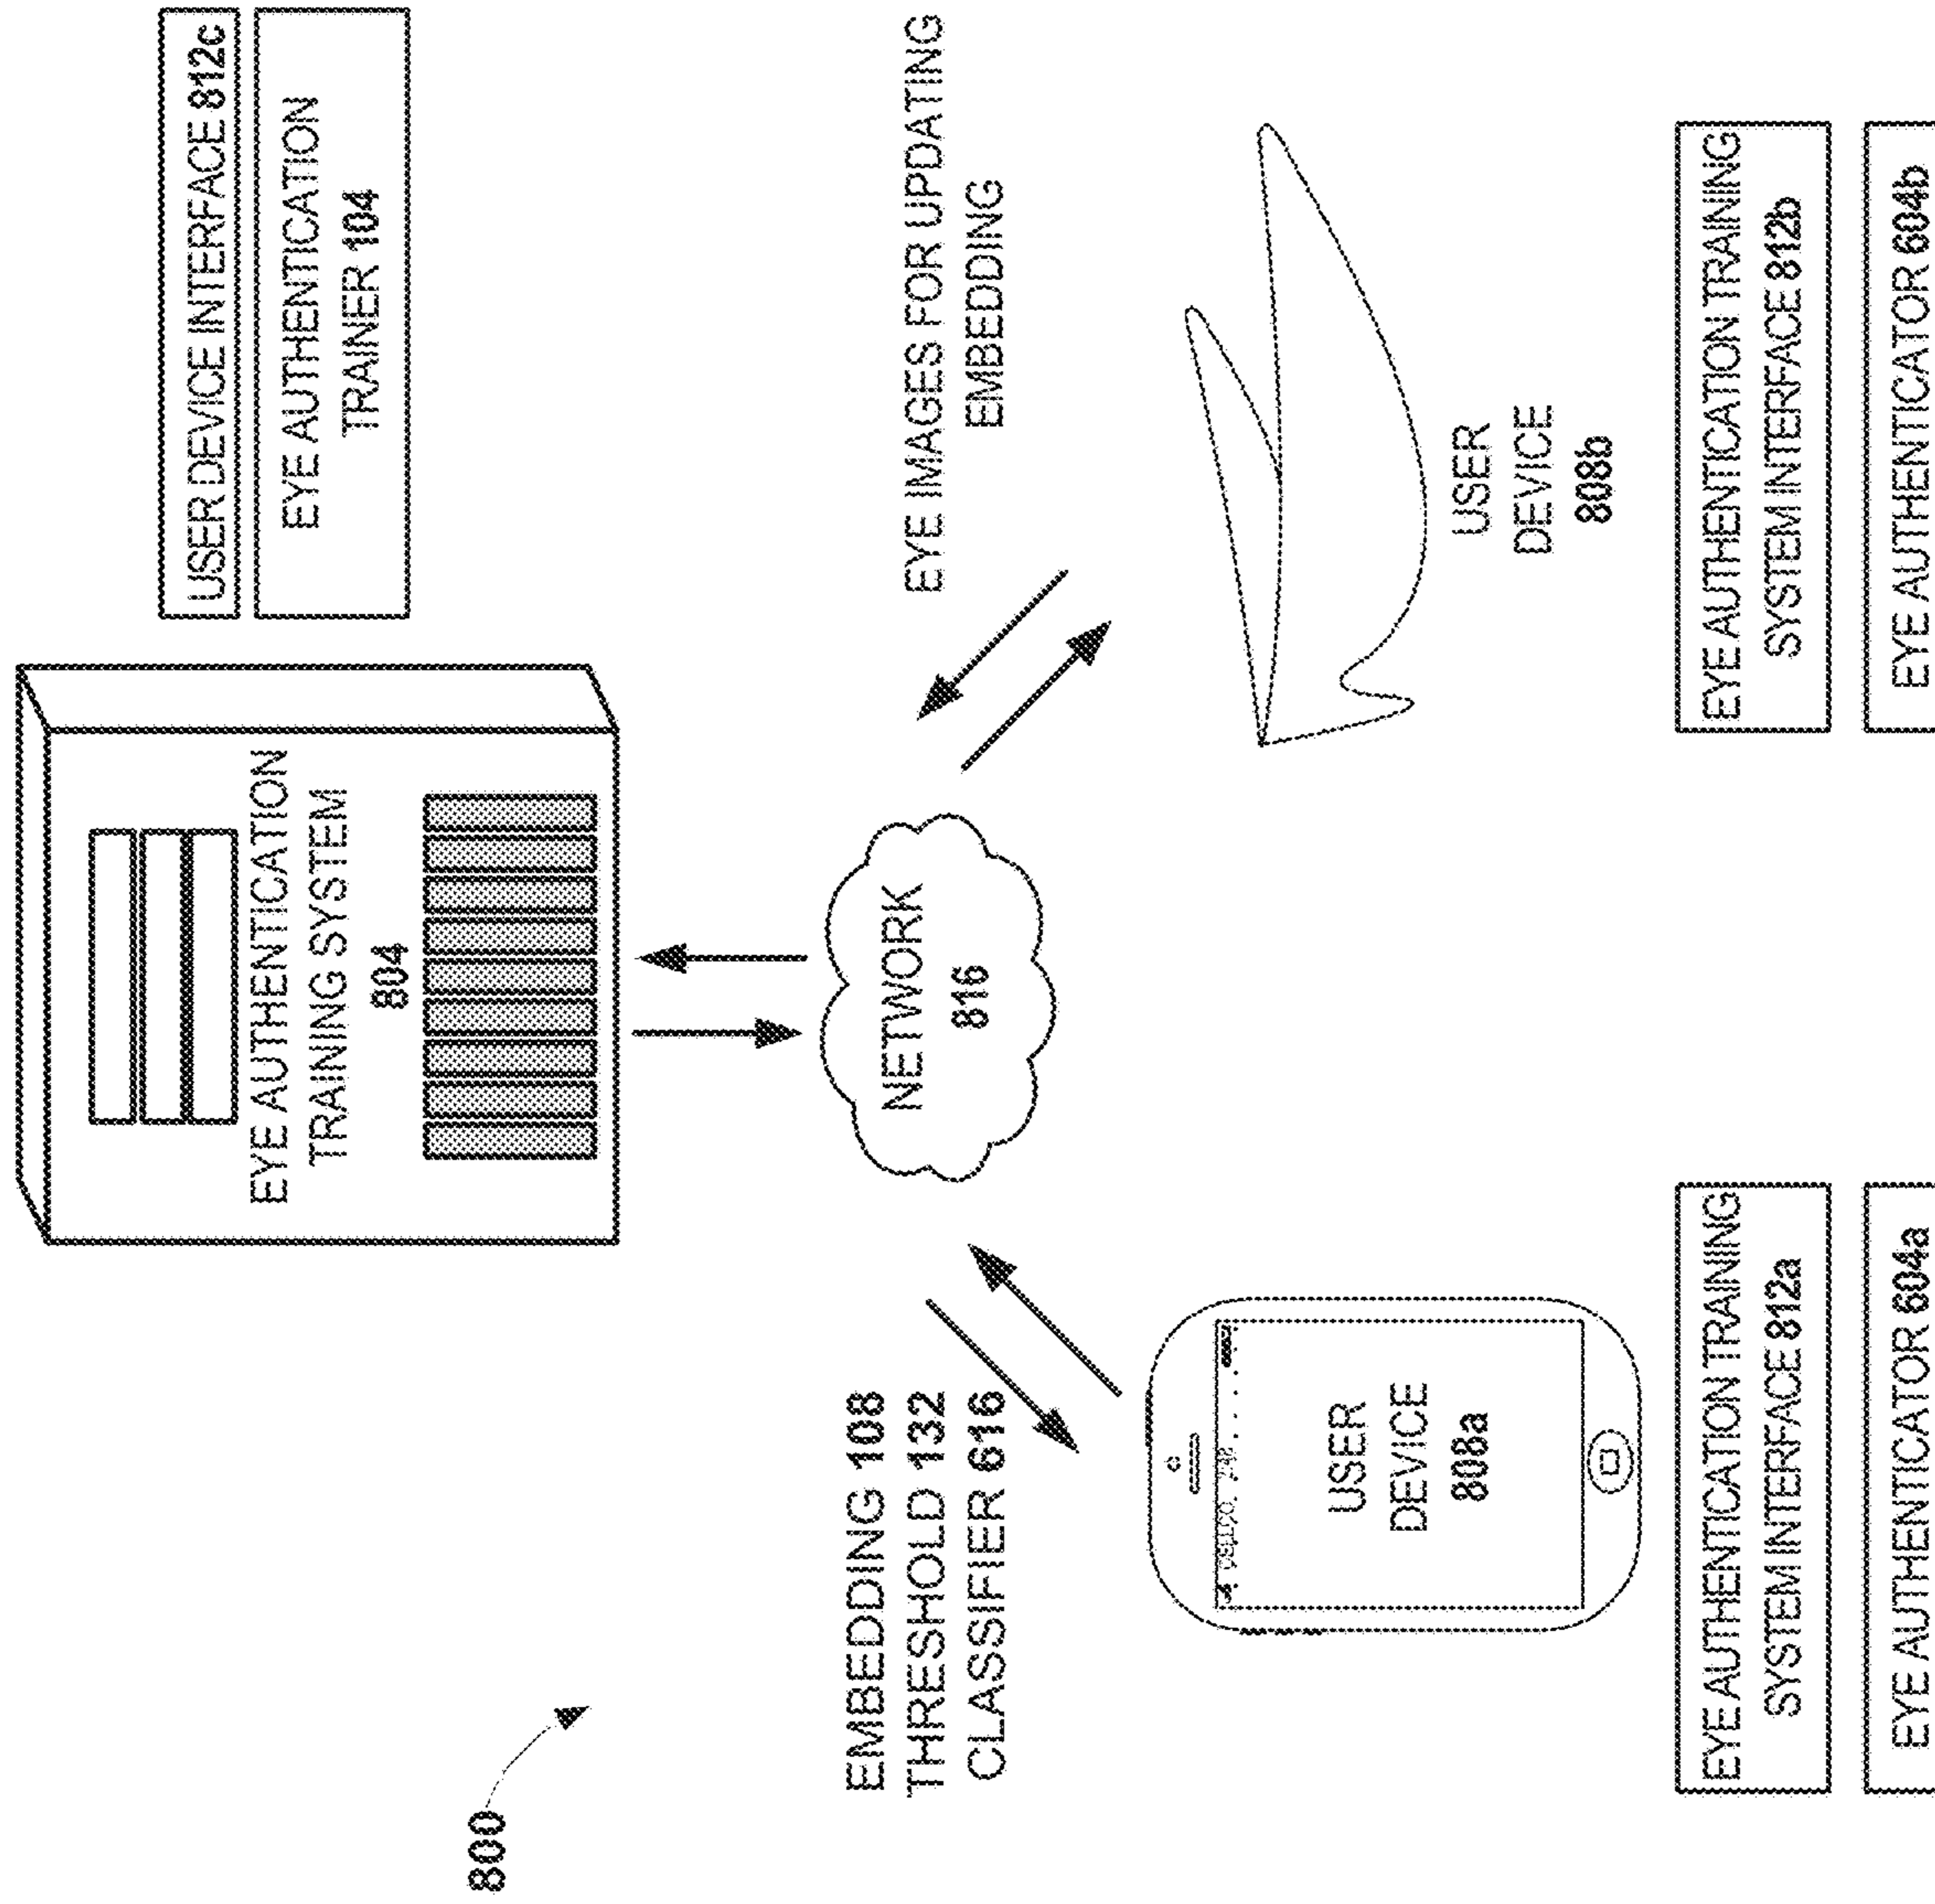 800
EYE AUTHENTICATION
TRAINING SYSTEM
804
USER DEVICE INTERFACE 812c
EYE AUTHENTICATION
TRAINER 104
EMBEDDING 108
THRESHOLD 132
CLASSIFIER 616
NETWORK
816
EYE IMAGES FOR UPDATING
EMBEDDING
USER
DEVICE
808a
USER
DEVICE
808b
EYE AUTHENTICATION TRAINING
SYSTEM INTERFACE 812a
EYE AUTHENTICATOR 604a
EYE AUTHENTICATION TRAINING
SYSTEM INTERFACE 812b
EYE AUTHENTICATOR 604b